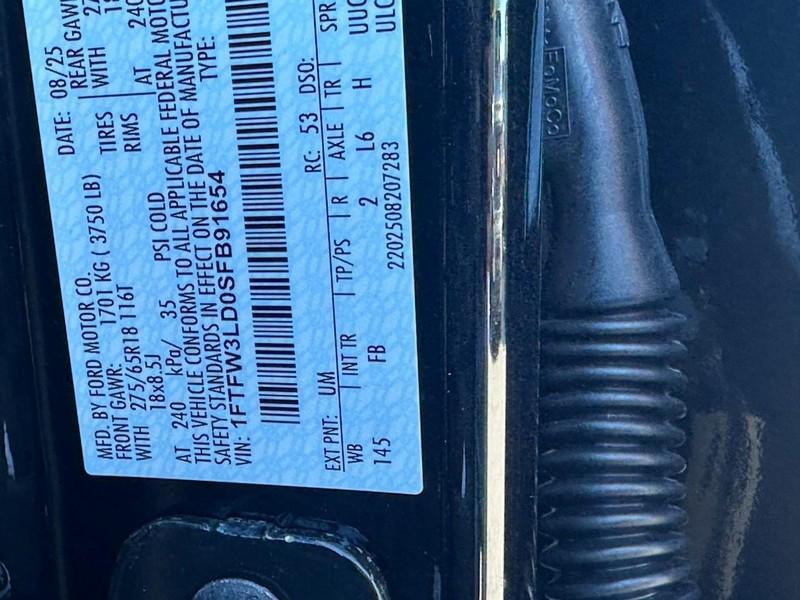 MFD. BY FORD MOTOR CO.
DATE: 08/25
FRONT GAWR: 1701 KG ( 3750 LB)
REAR GAWR
WITH 275/65R18 116T
TIRES
WITH
18x8.5J
RIMS
AT 240 kPa/ 35 PSI COLD
AT 240
THIS VEHICLE CONFORMS TO ALL APPLICABLE FEDERAL MOTO
SAFETY STANDARDS IN EFFECT ON THE DATE OF MANUFACTU
VIN: 1FTFW3LD0SFB91654
TYPE:
EXT PNT: UM
RC: 53 DSO:
WB INT TR TP/PS R AXLE TR SPR
145 FB 2 L6 H
2202508207283
FoMoCo